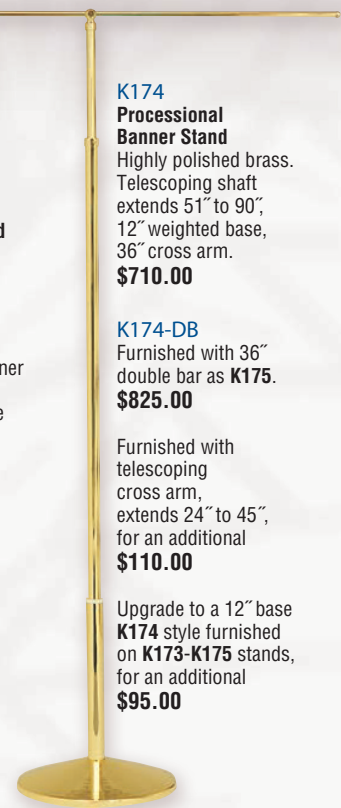 K174
Processional
Banner Stand
Highly polished brass.
Telescoping shaft
extends 51˝ to 90˝,
12˝ weighted base,
36˝ cross arm.
$710.00
K174-DB
Furnished with 36˝
double bar as K175.
$825.00
Furnished with
telescoping
cross arm,
extends 24˝ to 45˝,
for an additional
$110.00
Upgrade to a 12˝ base
K174 style furnished
on K173-K175 stands,
for an additional
$95.00